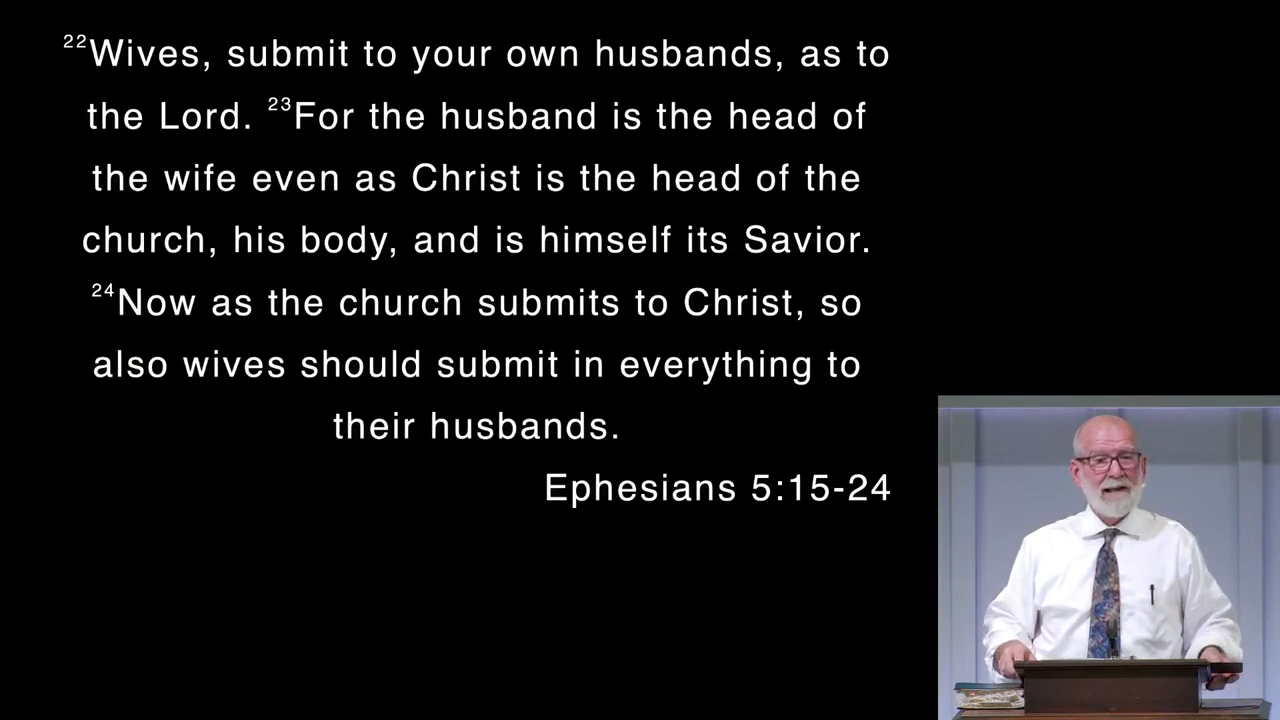 ²²Wives, submit to your own husbands, as to
the Lord. ²³For the husband is the head of
the wife even as Christ is the head of the
church, his body, and is himself its Savior.
²⁴Now as the church submits to Christ, so
also wives should submit in everything to
their husbands.
Ephesians 5:15-24